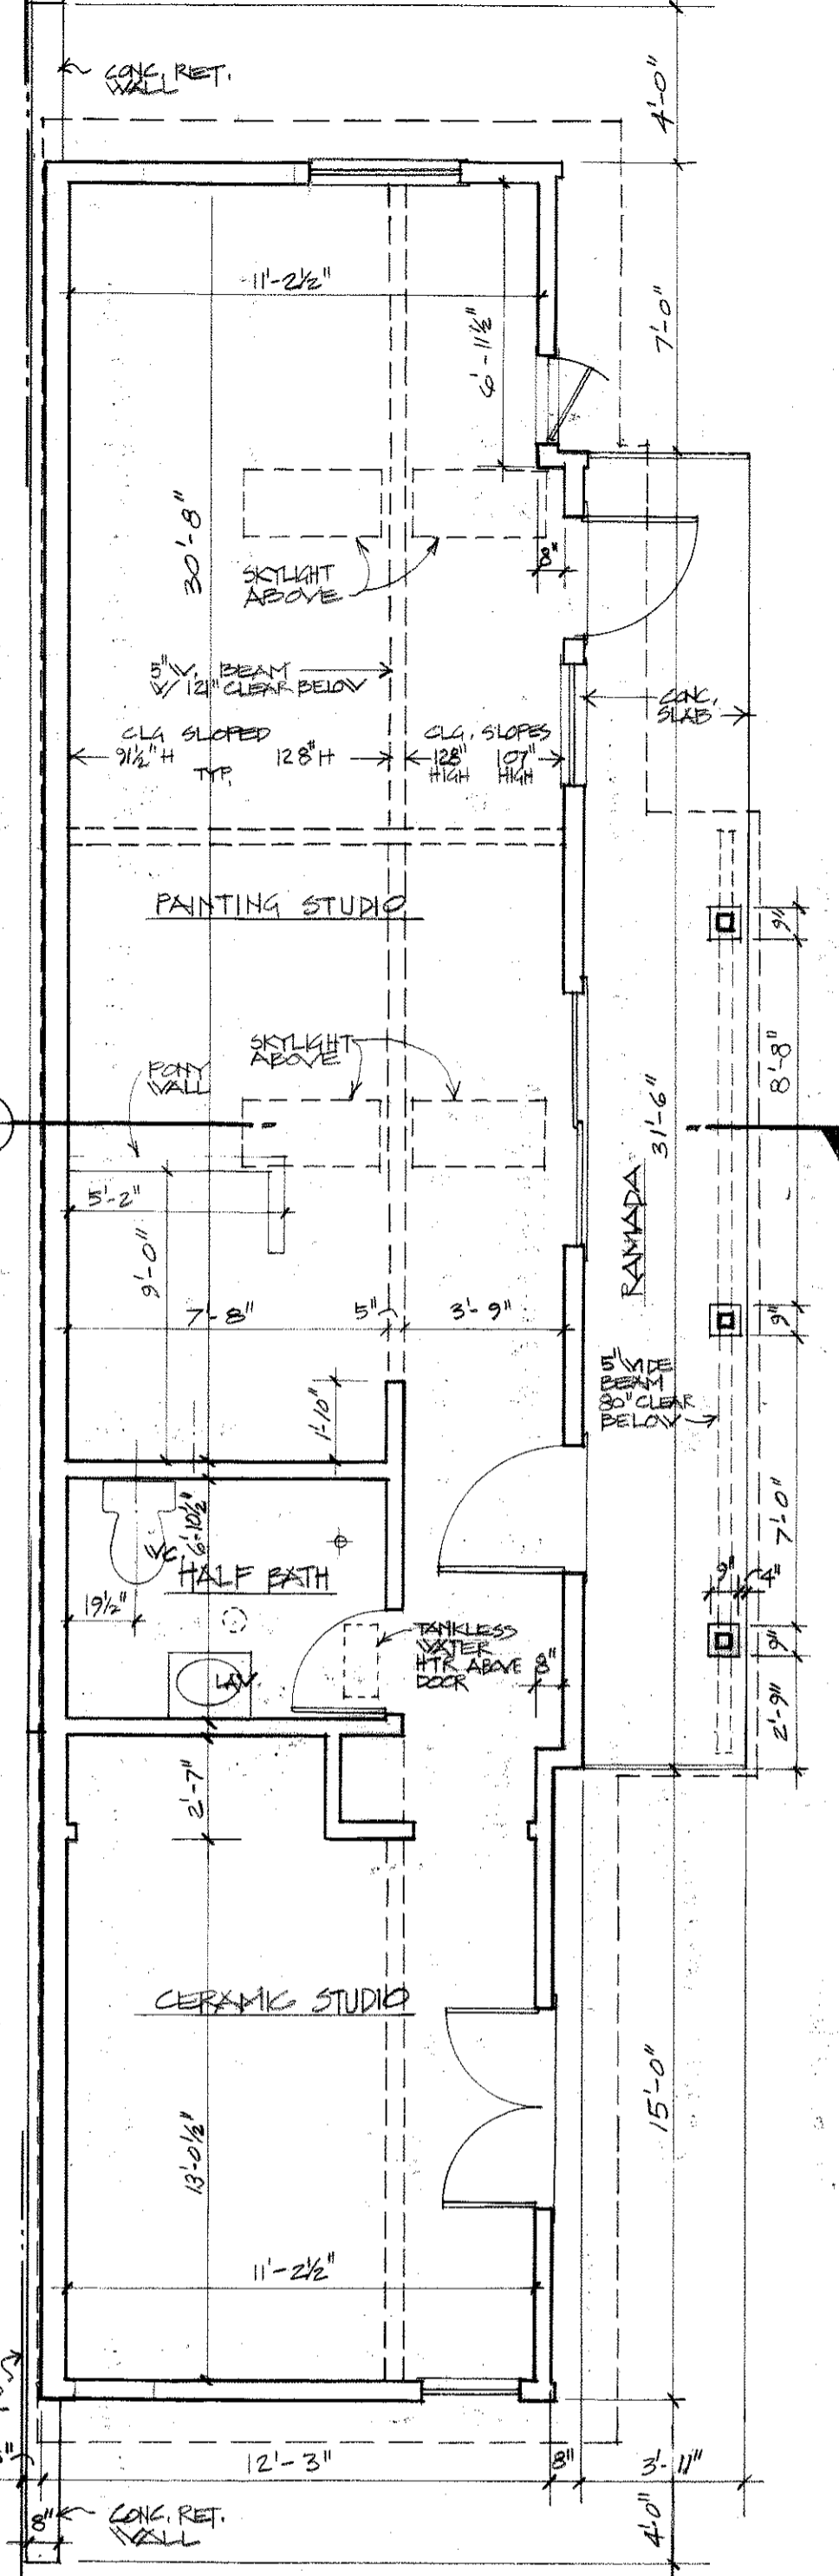 CONC. RET.
WALL
4'-0"
11'-2½"
6'-11½"
7'-0"
30'-8"
SKYLIGHT
ABOVE
8"
5" W. BEAM
W/ 121" CLEAR BELOW
CONC.
SLAB
CLG SLOPED
91½" H
TYP.
128" H
CLG. SLOPES
128" 107"
HIGH HIGH
PAINTING STUDIO
9"
SKYLIGHT
ABOVE
PONY
WALL
8'-8"
31'-6"
RAMADA
5'-2"
9'-0"
7'-8"
5"
3'-9"
9"
5" WIDE
BEAM
80" CLEAR
BELOW
1'-10"
7'-0"
6'-10½"
W.C.
HALF BATH
19½"
9"
4"
9"
TANKLESS
WATER
HTR ABOVE
DOOR
8"
LAV.
2'-9"
2'-7"
CERAMIC STUDIO
15'-0"
13'-0½"
11'-2½"
12'-3"
8"
3'-11"
4'-0"
8"
CONC. RET.
WALL